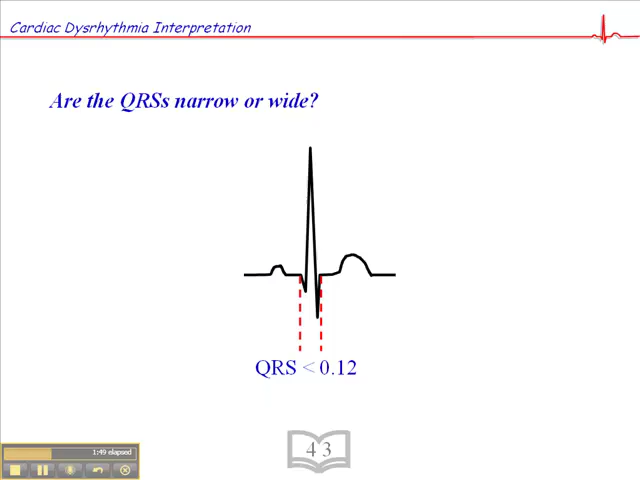 Cardiac Dysrhythmia Interpretation
Are the QRSs narrow or wide?
QRS < 0.12
43
1:49 elapsed